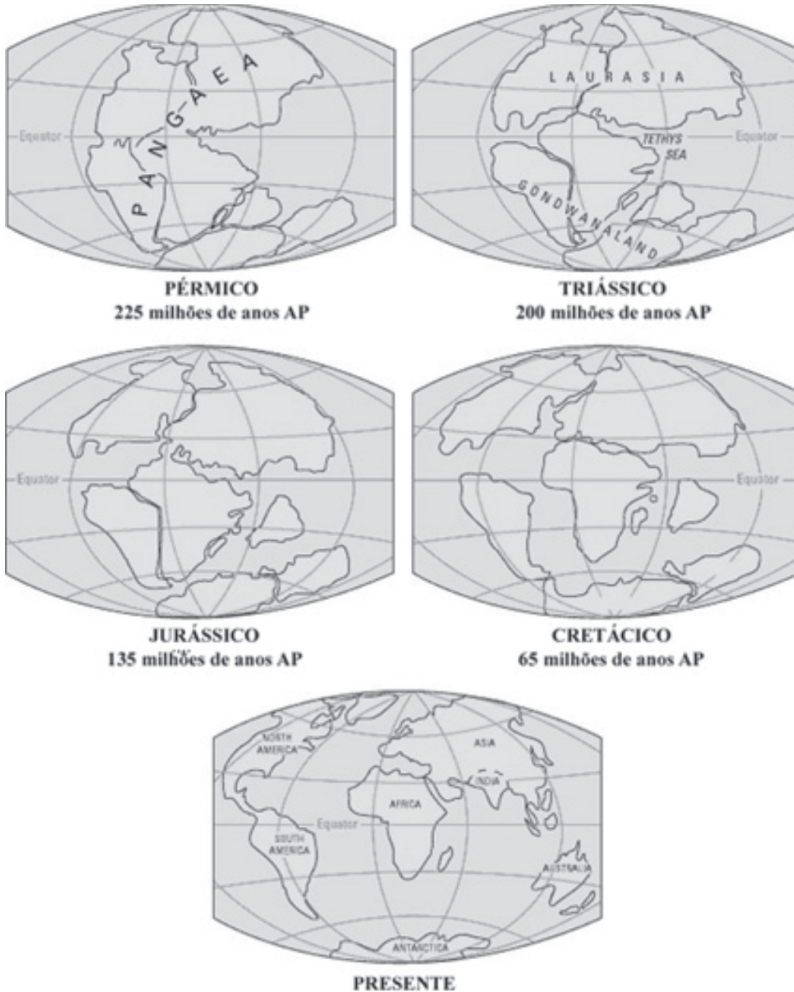 PANGAEA
Equator
PÉRMICO
225 milhões de anos AP
LAURASIA
Equator
TETHYS
SEA
GONDWANALAND
TRIÁSSICO
200 milhões de anos AP
Equator
JURÁSSICO
135 milhões de anos AP
Equator
CRETÁCICO
65 milhões de anos AP
NORTH
AMERICA
ASIA
INDIA
AFRICA
Equator
SOUTH
AMERICA
AUSTRALIA
ANTARCTICA
PRESENTE